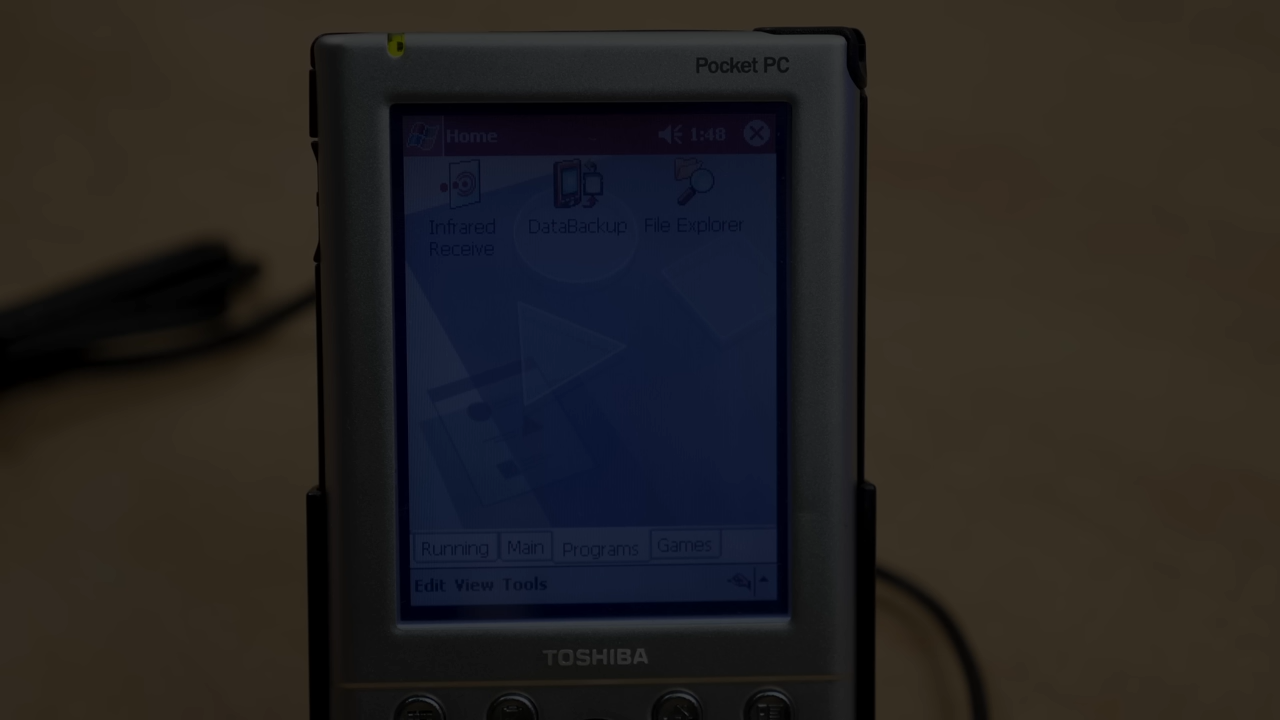 Pocket PC
Home 1:48
Infrared Receive DataBackup File Explorer
Running Main Programs Games
Edit View Tools
TOSHIBA